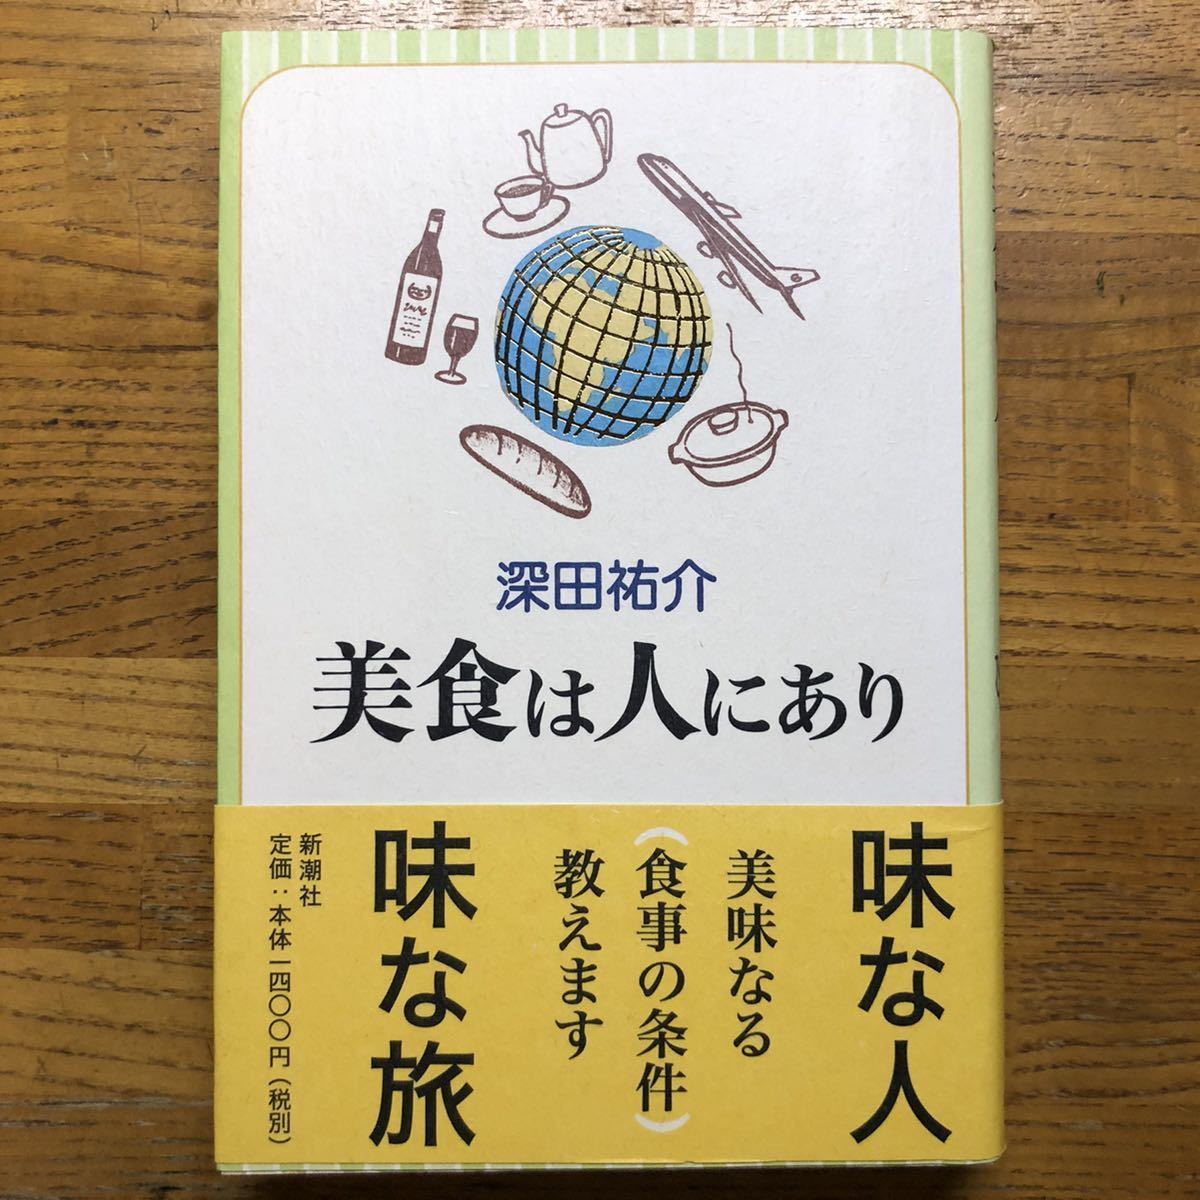 深田祐介
美食は人にあり
味な人
美味なる
(食事の条件)
教えます
味な旅
新潮社
定価:本体一四〇〇円(税別)